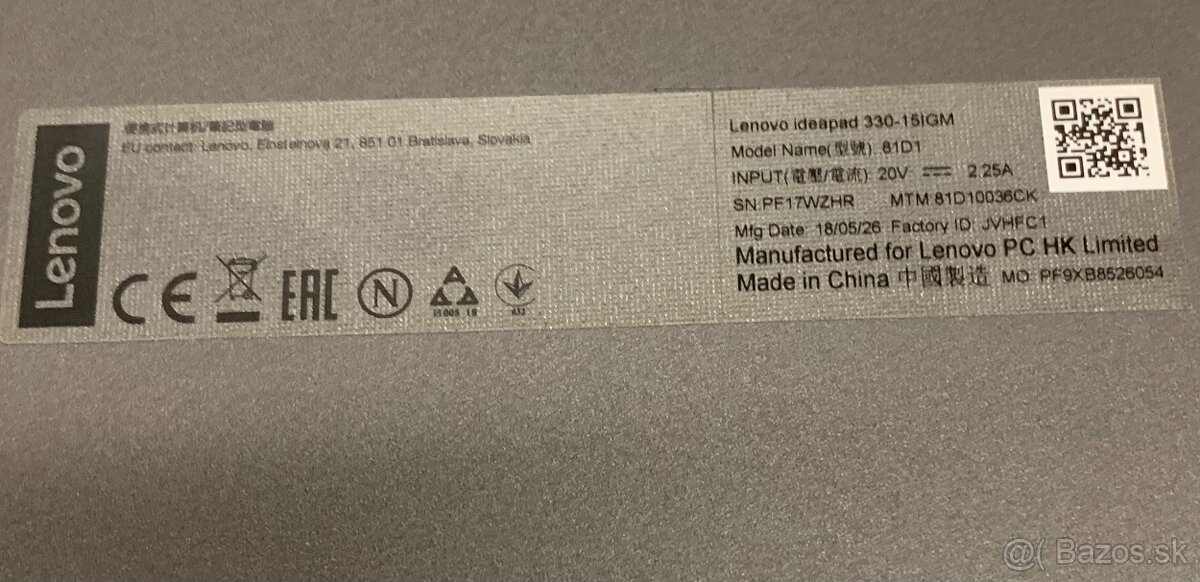 Lenovo
便携式计算机/筆記型電腦
EU contact: Lenovo, Einsteinova 21, 851 01 Bratislava, Slovakia
CE EAC N
Lenovo ideapad 330-15IGM
Model Name(型號): 81D1
INPUT(電壓/電流): 20V ⎓ 2.25A
SN:PF17WZHR MTM:81D10036CK
Mfg Date: 18/05/26 Factory ID: JVHFC1
Manufactured for Lenovo PC HK Limited
Made in China 中國製造 MO: PF9XB8526054
@( Bazos.sk